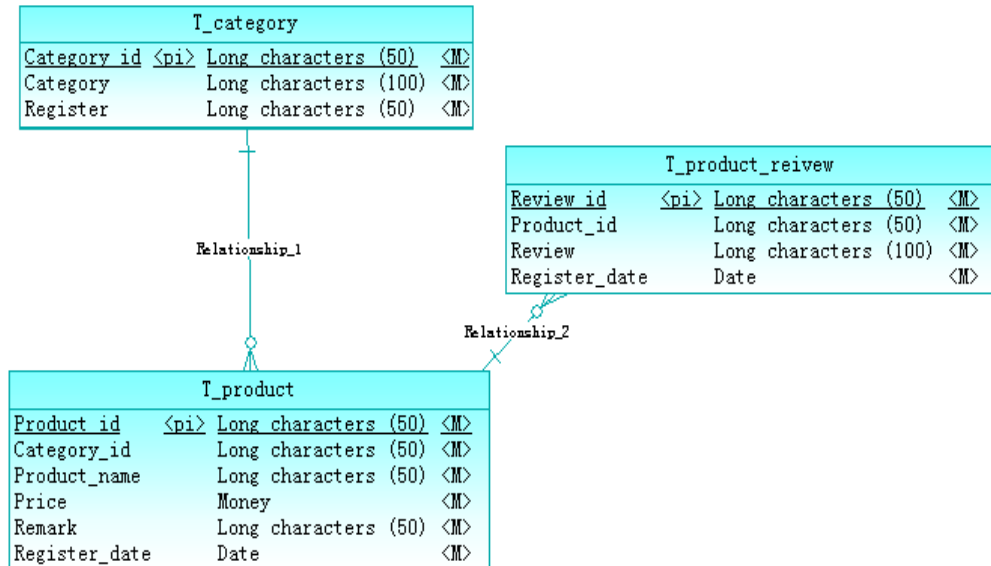 T_category
Category id <pi> Long characters (50) <M>
Category Long characters (100) <M>
Register Long characters (50) <M>
T_product_reivew
Review id <pi> Long characters (50) <M>
Product_id Long characters (50) <M>
Review Long characters (100) <M>
Register_date Date <M>
Relationship_1
Relationship_2
T_product
Product id <pi> Long characters (50) <M>
Category_id Long characters (50) <M>
Product_name Long characters (50) <M>
Price Money <M>
Remark Long characters (50) <M>
Register_date Date <M>